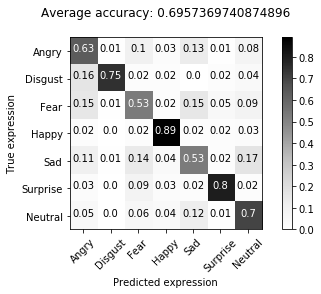 Average accuracy: 0.6957369740874896
Angry 0.63 0.01 0.1 0.03 0.13 0.01 0.08
Disgust 0.16 0.75 0.02 0.02 0.0 0.02 0.04
Fear 0.15 0.01 0.53 0.02 0.15 0.05 0.09
Happy 0.02 0.0 0.02 0.89 0.02 0.02 0.03
Sad 0.11 0.01 0.14 0.04 0.53 0.02 0.17
Surprise 0.03 0.0 0.09 0.03 0.02 0.8 0.02
Neutral 0.05 0.0 0.06 0.04 0.12 0.01 0.7
Angry Disgust Fear Happy Sad Surprise Neutral
Predicted expression
True expression
0.8
0.7
0.6
0.5
0.4
0.3
0.2
0.1
0.0